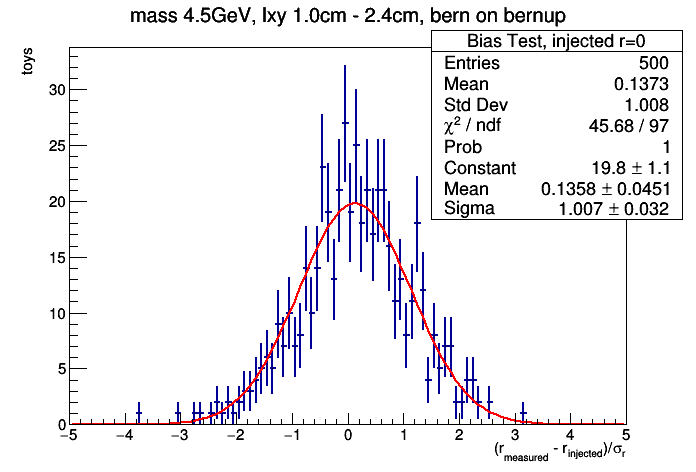 mass 4.5GeV, lxy 1.0cm - 2.4cm, bern on bernup
Bias Test, injected r=0
Entries 500
Mean 0.1373
Std Dev 1.008
χ² / ndf 45.68 / 97
Prob 1
Constant 19.8 ± 1.1
Mean 0.1358 ± 0.0451
Sigma 1.007 ± 0.032
toys
30
25
20
15
10
5
0
−5 −4 −3 −2 −1 0 1 2 3 4 5
(r_measured - r_injected)/σ_r